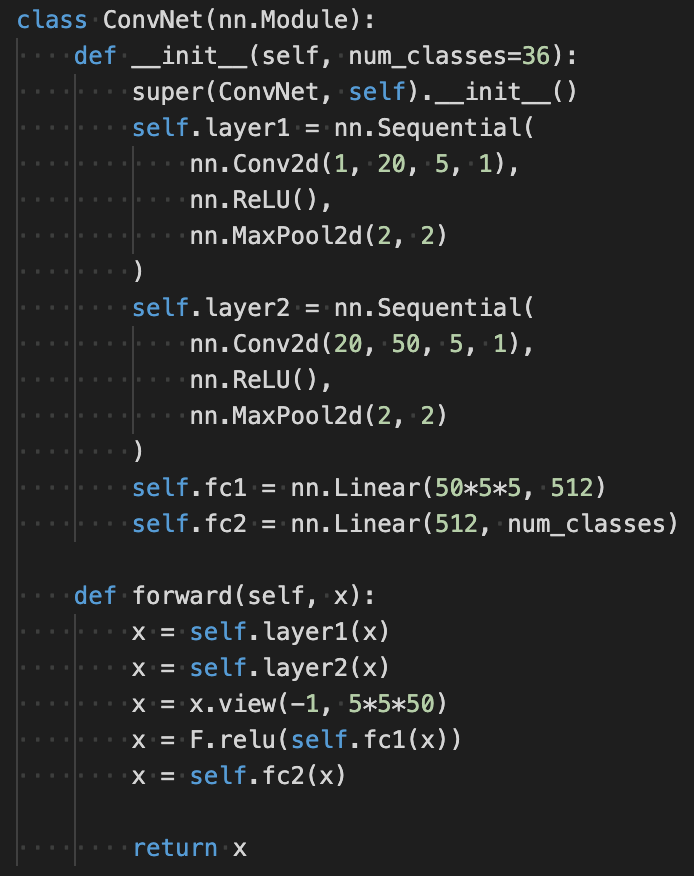 class ConvNet(nn.Module):
    def __init__(self, num_classes=36):
        super(ConvNet, self).__init__()
        self.layer1 = nn.Sequential(
            nn.Conv2d(1, 20, 5, 1),
            nn.ReLU(),
            nn.MaxPool2d(2, 2)
        )
        self.layer2 = nn.Sequential(
            nn.Conv2d(20, 50, 5, 1),
            nn.ReLU(),
            nn.MaxPool2d(2, 2)
        )
        self.fc1 = nn.Linear(50*5*5, 512)
        self.fc2 = nn.Linear(512, num_classes)

    def forward(self, x):
        x = self.layer1(x)
        x = self.layer2(x)
        x = x.view(-1, 5*5*50)
        x = F.relu(self.fc1(x))
        x = self.fc2(x)

        return x